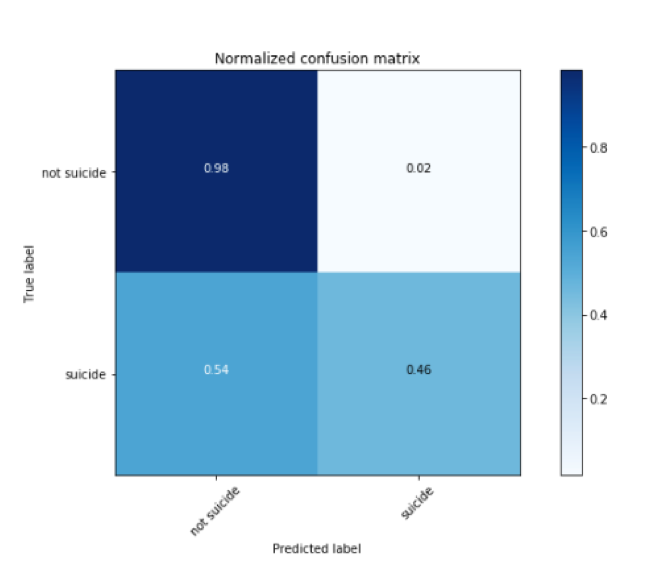 Normalized confusion matrix
True label
not suicide
0.98
0.02
suicide
0.54
0.46
not suicide
suicide
Predicted label
0.8
0.6
0.4
0.2